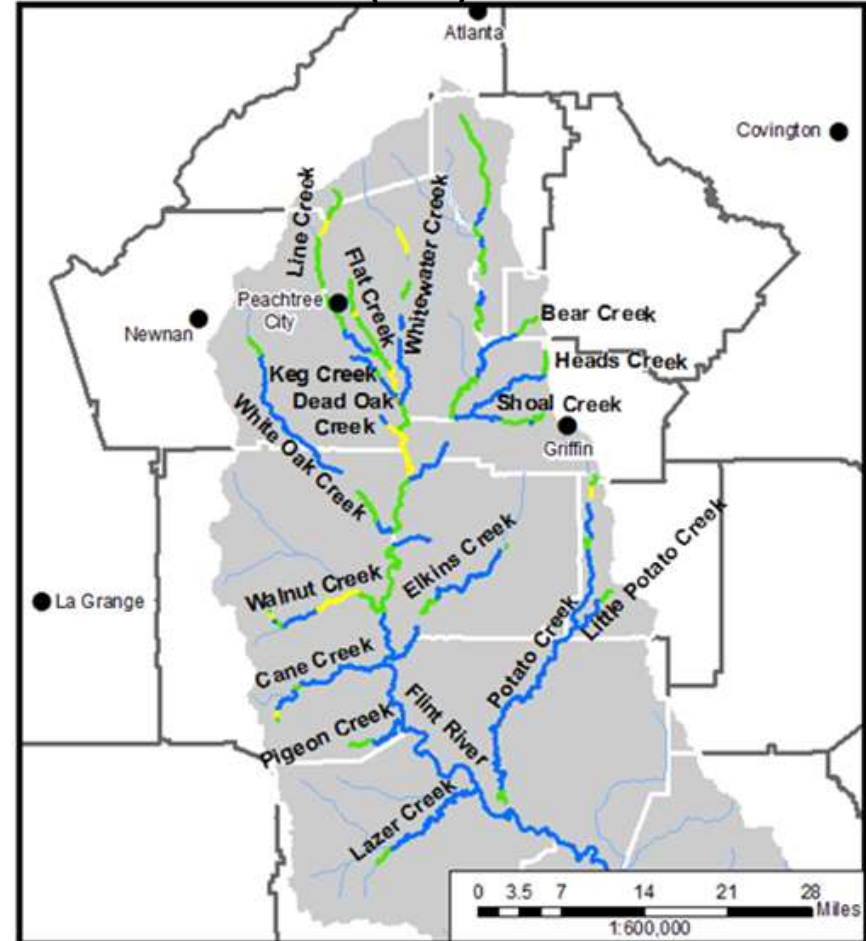 Atlanta
Covington
Line Creek
Flat Creek
Whitewater Creek
Peachtree
City
Newnan
Bear Creek
Heads Creek
Keg Creek
Dead Oak
Creek
Shoal Creek
Griffin
White Oak Creek
Elkins Creek
Little Potato Creek
Walnut Creek
La Grange
Potato Creek
Cane Creek
Flint River
Pigeon Creek
Lazer Creek
0 3.5 7 14 21 28
Miles
1:600,000